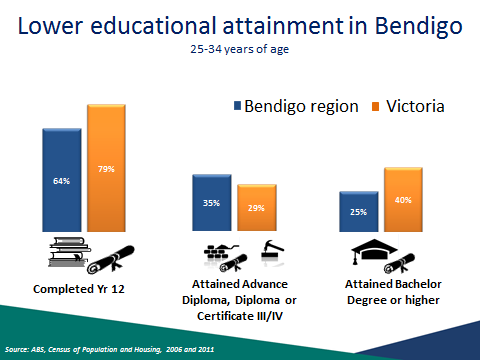 Lower educational attainment in Bendigo
25-34 years of age
Bendigo region Victoria
64%
79%
35%
29%
25%
40%
Completed Yr 12
Attained Advance
Diploma, Diploma or
Certificate III/IV
Attained Bachelor
Degree or higher
Source: ABS, Census of Population and Housing, 2006 and 2011